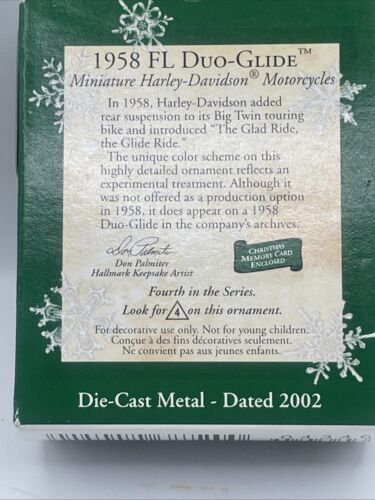 1958 FL Duo-Glide™
Miniature Harley-Davidson® Motorcycles
In 1958, Harley-Davidson added
rear suspension to its Big Twin touring
bike and introduced “The Glad Ride,
the Glide Ride.”
The unique color scheme on this
highly detailed ornament reflects an
experimental treatment. Although it
was not offered as a production option
in 1958, it does appear on a 1958
Duo-Glide in the company’s archives.
Don Palmiter
Don Palmiter
Hallmark Keepsake Artist
CHRISTMAS
MEMORY CARD
ENCLOSED
Fourth in the Series.
Look for 4 on this ornament.
For decorative use only. Not for young children.
Conçue à des fins décoratives seulement.
Ne convient pas aux jeunes enfants.
Die-Cast Metal - Dated 2002